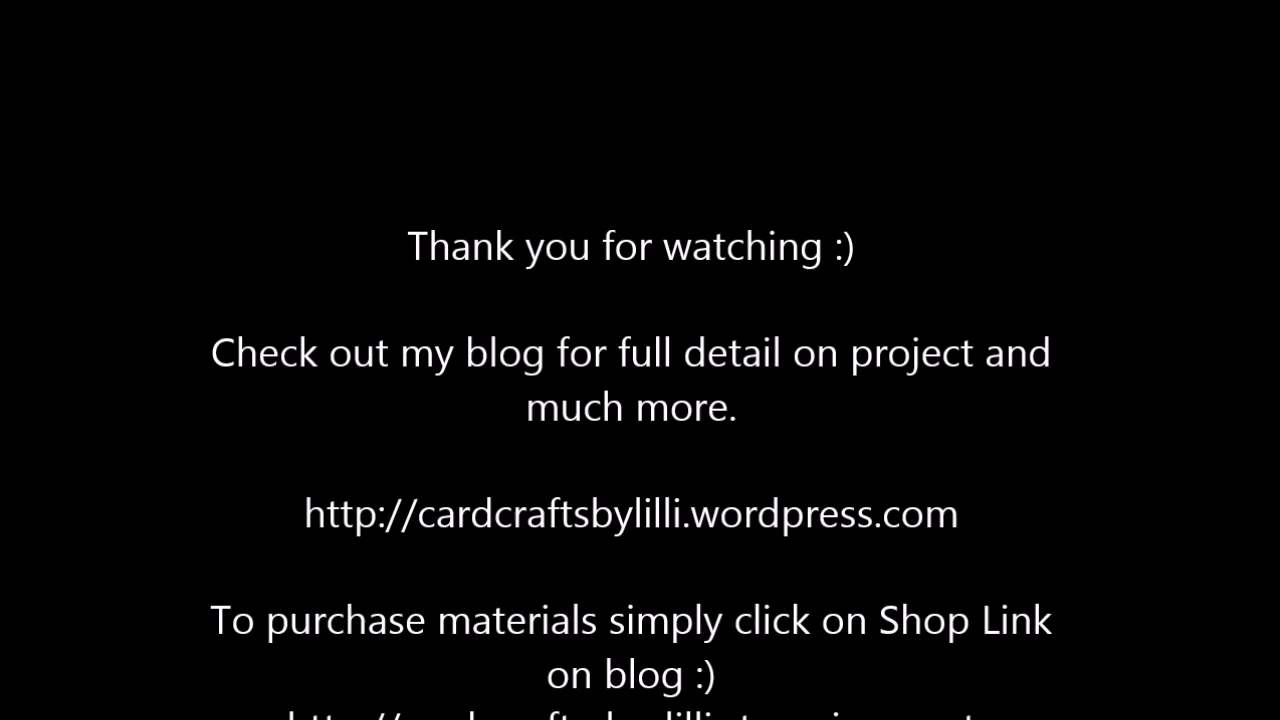 Thank you for watching :)
Check out my blog for full detail on project and
much more.
http://cardcraftsbylilli.wordpress.com
To purchase materials simply click on Shop Link
on blog :)